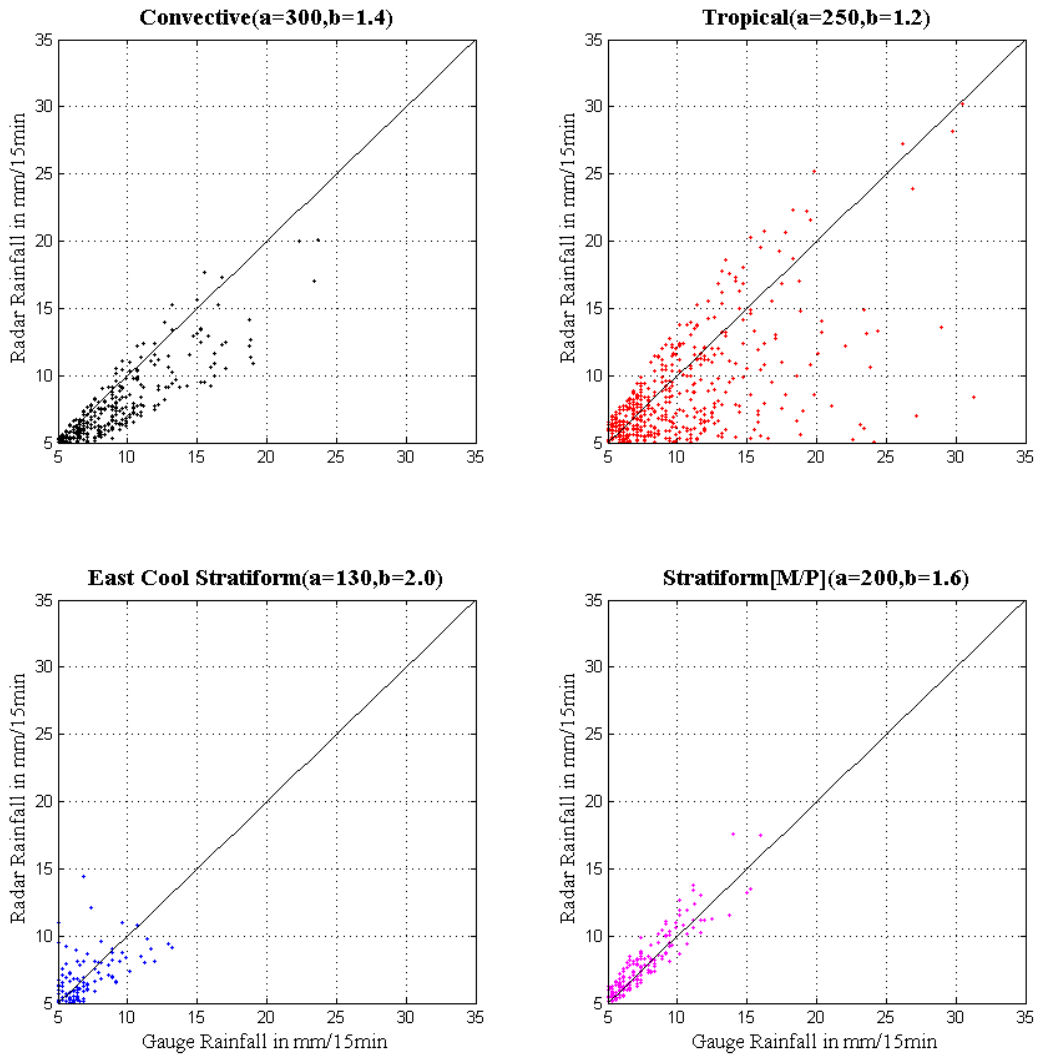 Convective(a=300,b=1.4)
35
30
25
20
15
10
5
5 10 15 20 25 30 35
Radar Rainfall in mm/15min
Tropical(a=250,b=1.2)
35
30
25
20
15
10
5
5 10 15 20 25 30 35
Radar Rainfall in mm/15min
East Cool Stratiform(a=130,b=2.0)
35
30
25
20
15
10
5
5 10 15 20 25 30 35
Radar Rainfall in mm/15min
Gauge Rainfall in mm/15min
Stratiform[M/P](a=200,b=1.6)
35
30
25
20
15
10
5
5 10 15 20 25 30 35
Radar Rainfall in mm/15min
Gauge Rainfall in mm/15min